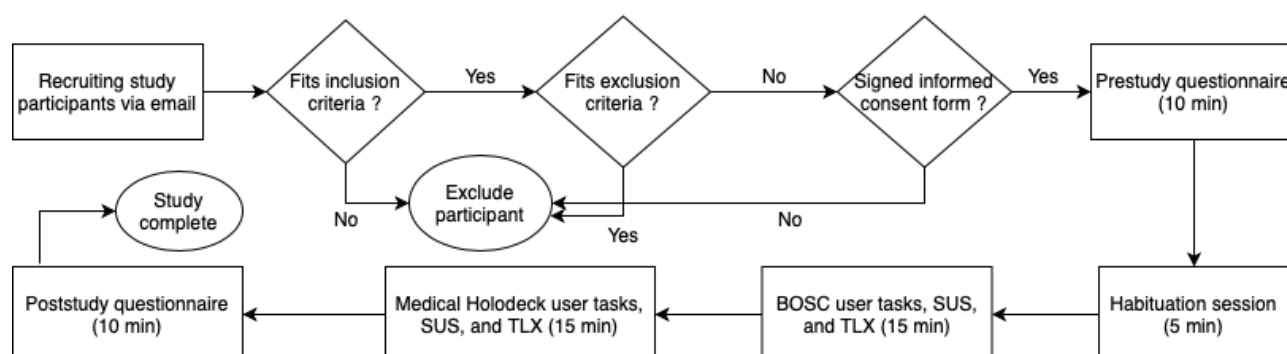 Recruiting study
participants via email
Fits inclusion
criteria ?
Yes
Fits exclusion
criteria ?
No
Signed informed
consent form ?
Yes
Prestudy questionnaire
(10 min)
No
Exclude
participant
Yes
No
Study
complete
Poststudy questionnaire
(10 min)
Medical Holodeck user tasks,
SUS, and TLX (15 min)
BOSC user tasks, SUS,
and TLX (15 min)
Habituation session
(5 min)